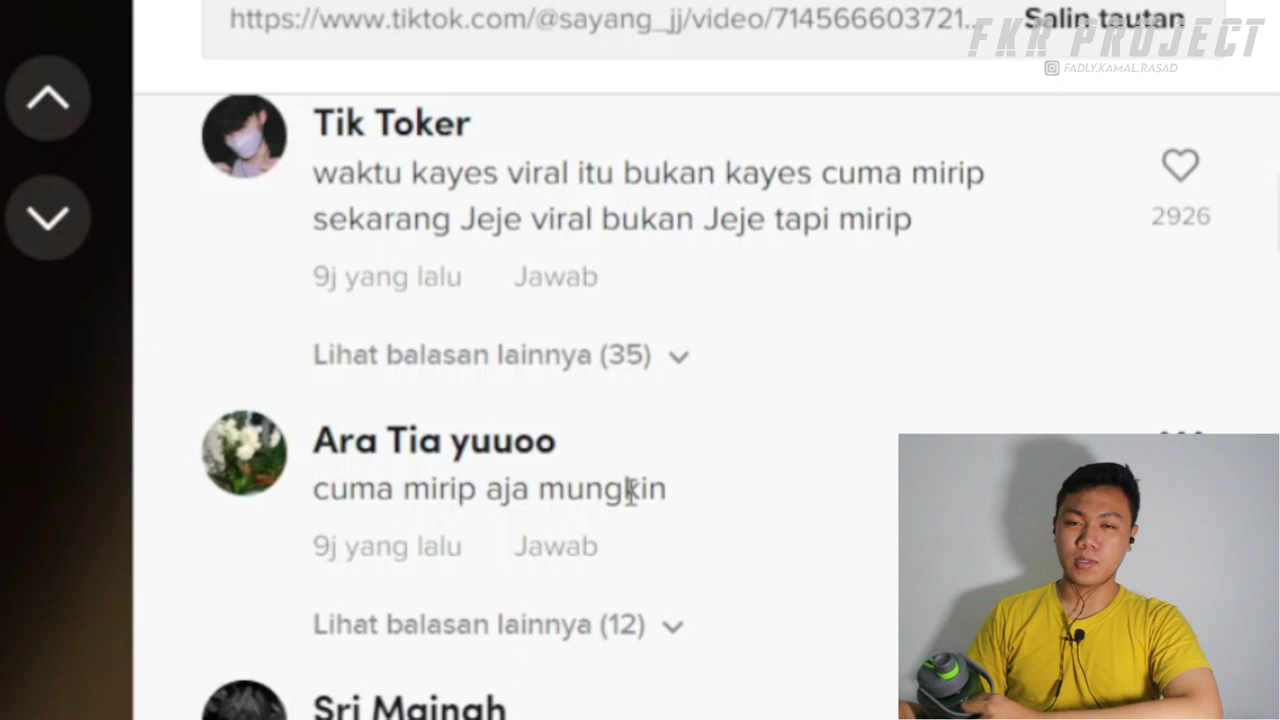 https://www.tiktok.com/@sayang_jj/video/714566603721...
Salin tautan
FKR PROJECT
FADLY.KAMAL.RASAD
Tik Toker
waktu kayes viral itu bukan kayes cuma mirip
sekarang Jeje viral bukan Jeje tapi mirip
2926
9j yang lalu Jawab
Lihat balasan lainnya (35)
Ara Tia yuuoo
cuma mirip aja mungkin
9j yang lalu Jawab
Lihat balasan lainnya (12)
Sri Mainah